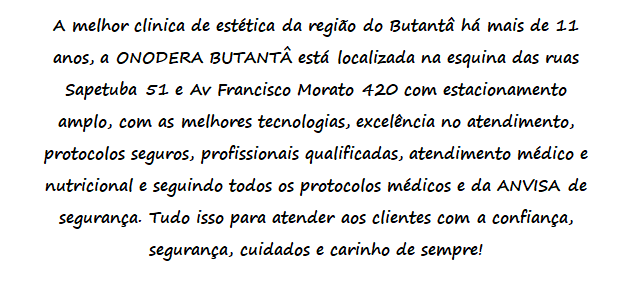 A melhor clinica de estética da região do Butantâ há mais de 11
anos, a ONODERA BUTANTÂ está localizada na esquina das ruas
Sapetuba 51 e Av Francisco Morato 420 com estacionamento
amplo, com as melhores tecnologias, excelência no atendimento,
protocolos seguros, profissionais qualificadas, atendimento médico e
nutricional e seguindo todos os protocolos médicos e da ANVISA de
segurança. Tudo isso para atender aos clientes com a confiança,
segurança, cuidados e carinho de sempre!